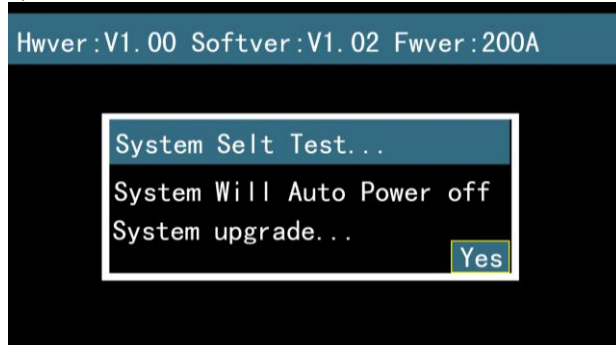 Hwver:V1.00 Softver:V1.02 Fwver:200A
System Selt Test...
System Will Auto Power off
System upgrade...
Yes